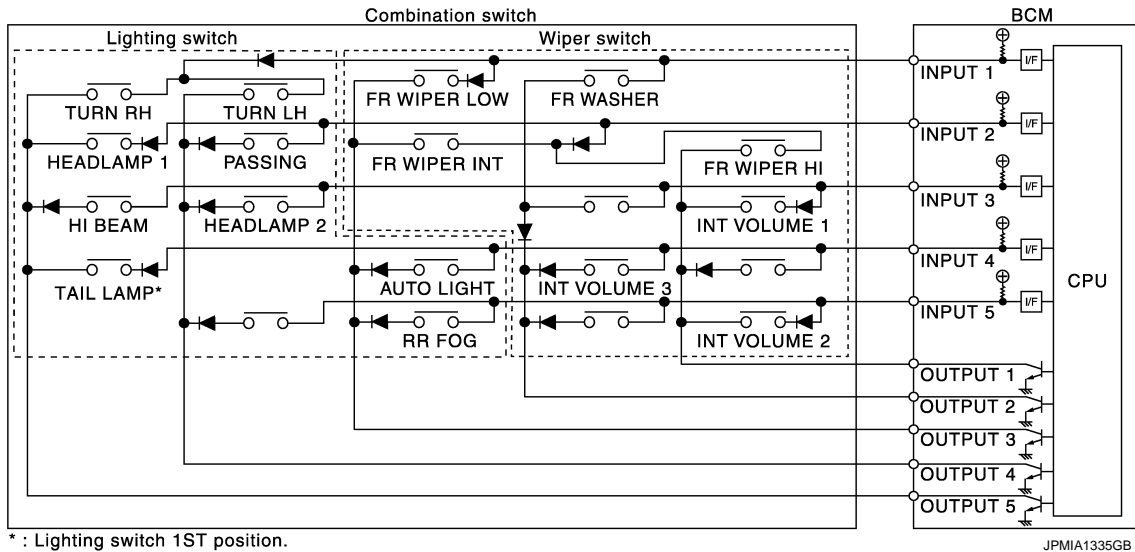 Combination switch
BCM
Lighting switch
Wiper switch
INPUT 1
I/F
TURN RH
TURN LH
FR WIPER LOW
FR WASHER
INPUT 2
I/F
HEADLAMP 1
PASSING
FR WIPER INT
FR WIPER HI
INPUT 3
I/F
HI BEAM
HEADLAMP 2
INT VOLUME 1
INPUT 4
I/F
TAIL LAMP*
AUTO LIGHT
INT VOLUME 3
CPU
INPUT 5
I/F
RR FOG
INT VOLUME 2
OUTPUT 1
OUTPUT 2
OUTPUT 3
OUTPUT 4
OUTPUT 5
* : Lighting switch 1ST position.
JPMIA1335GB